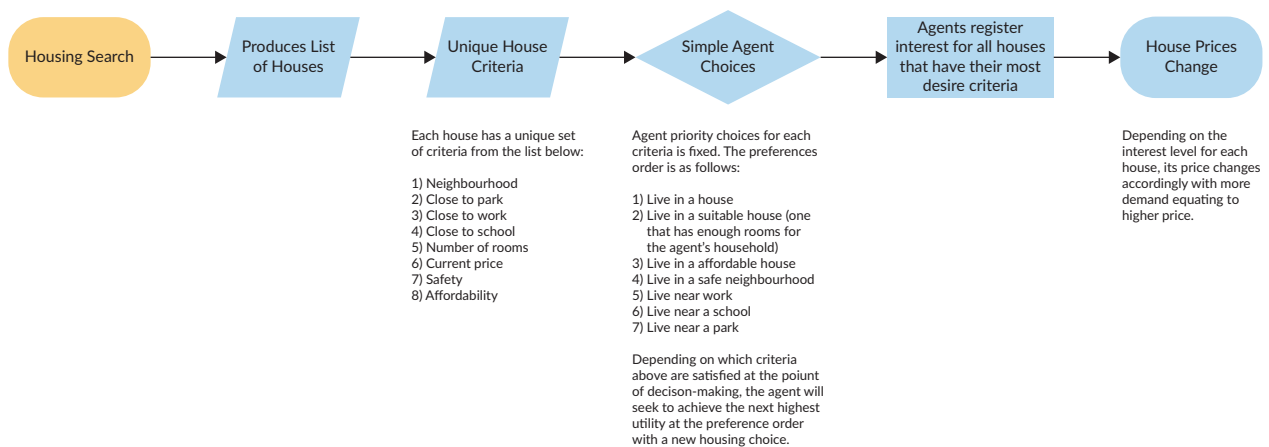 Housing Search
Produces List
of Houses
Unique House
Criteria
Simple Agent
Choices
Agents register
interest for all houses
that have their most
desire criteria
House Prices
Change
Each house has a unique set
of criteria from the list below:
1) Neighbourhood
2) Close to park
3) Close to work
4) Close to school
5) Number of rooms
6) Current price
7) Safety
8) Affordability
Agent priority choices for each
criteria is fixed. The preferences
order is as follows:
1) Live in a house
2) Live in a suitable house (one
that has enough rooms for
the agent's household)
3) Live in a affordable house
4) Live in a safe neighbourhood
5) Live near work
6) Live near a school
7) Live near a park
Depending on which criteria
above are satisfied at the poiunt
of decison-making, the agent will
seek to achieve the next highest
utility at the preference order
with a new housing choice.
Depending on the
interest level for each
house, its price changes
accordingly with more
demand equating to
higher price.